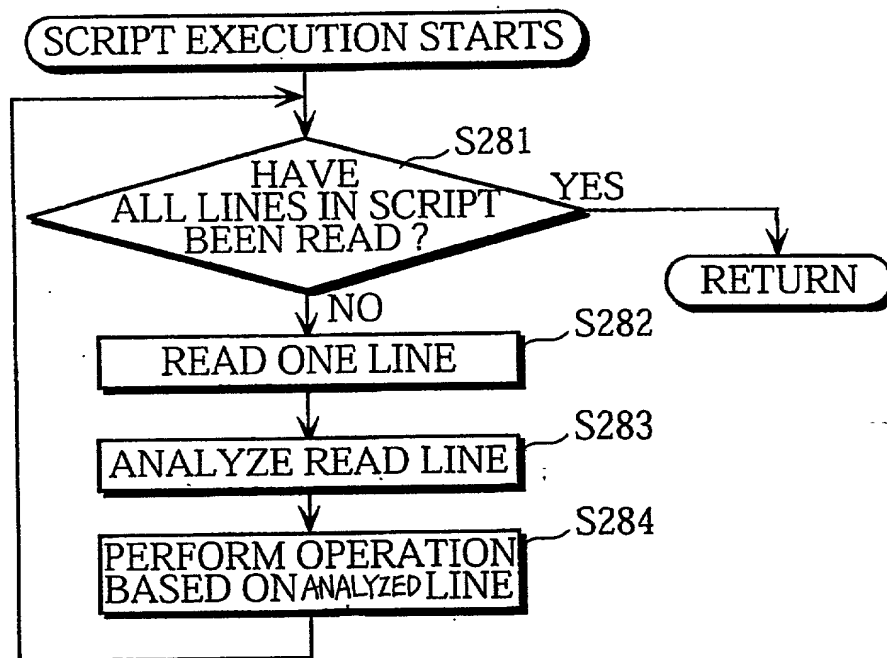 SCRIPT EXECUTION STARTS
S281
HAVE
ALL LINES IN SCRIPT
BEEN READ ?
YES
RETURN
NO
S282
READ ONE LINE
S283
ANALYZE READ LINE
S284
PERFORM OPERATION
BASED ON ANALYZED LINE